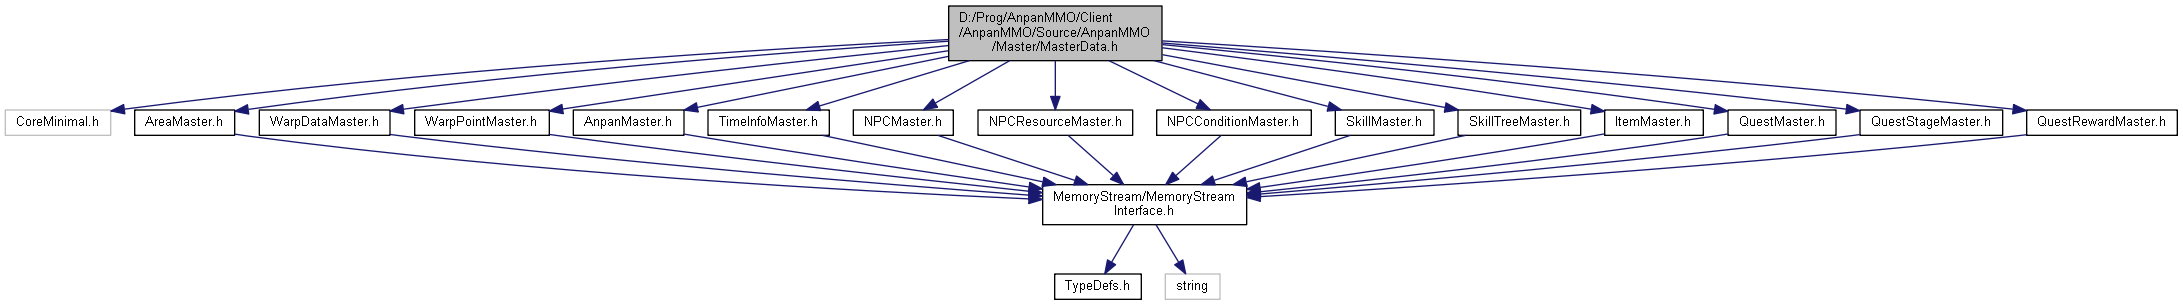 D:/Prog/AnpanMMO/Client
/AnpanMMO/Source/AnpanMMO
/Master/MasterData.h
CoreMinimal.h
AreaMaster.h
WarpDataMaster.h
WarpPointMaster.h
AnpanMaster.h
TimeInfoMaster.h
NPCMaster.h
NPCResourceMaster.h
NPCConditionMaster.h
SkillMaster.h
SkillTreeMaster.h
ItemMaster.h
QuestMaster.h
QuestStageMaster.h
QuestRewardMaster.h
MemoryStream/MemoryStream
Interface.h
TypeDefs.h
string